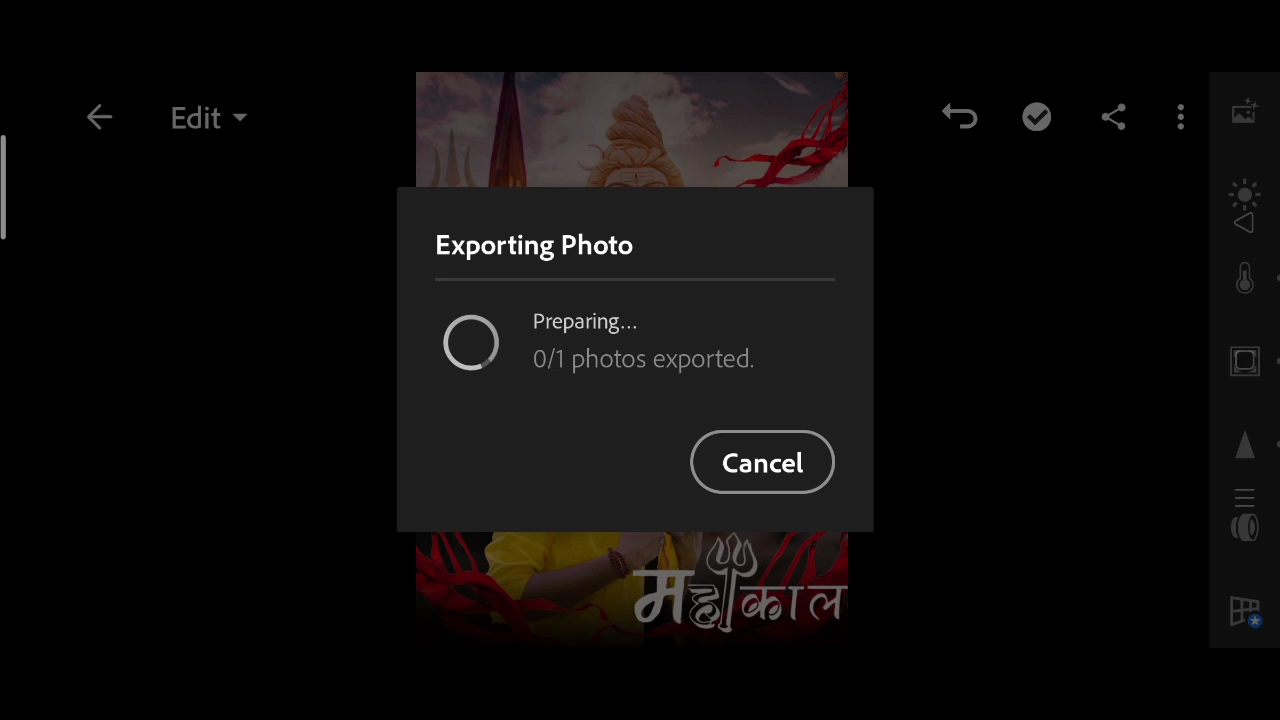 Edit
Exporting Photo
Preparing...
0/1 photos exported.
Cancel
महाकाल